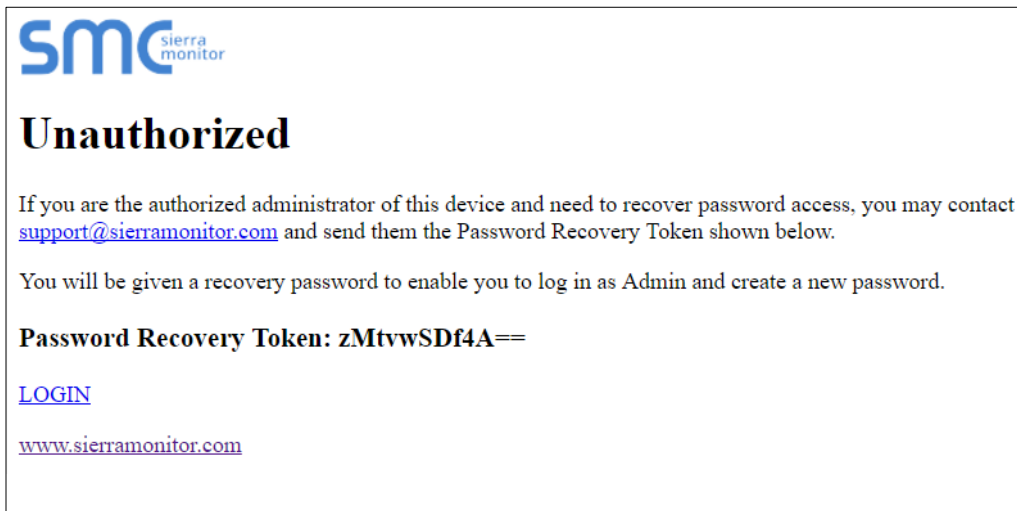 SMC sierra
monitor
Unauthorized
If you are the authorized administrator of this device and need to recover password access, you may contact
support@sierramonitor.com and send them the Password Recovery Token shown below.
You will be given a recovery password to enable you to log in as Admin and create a new password.
Password Recovery Token: zMtvwSDf4A==
LOGIN
www.sierramonitor.com